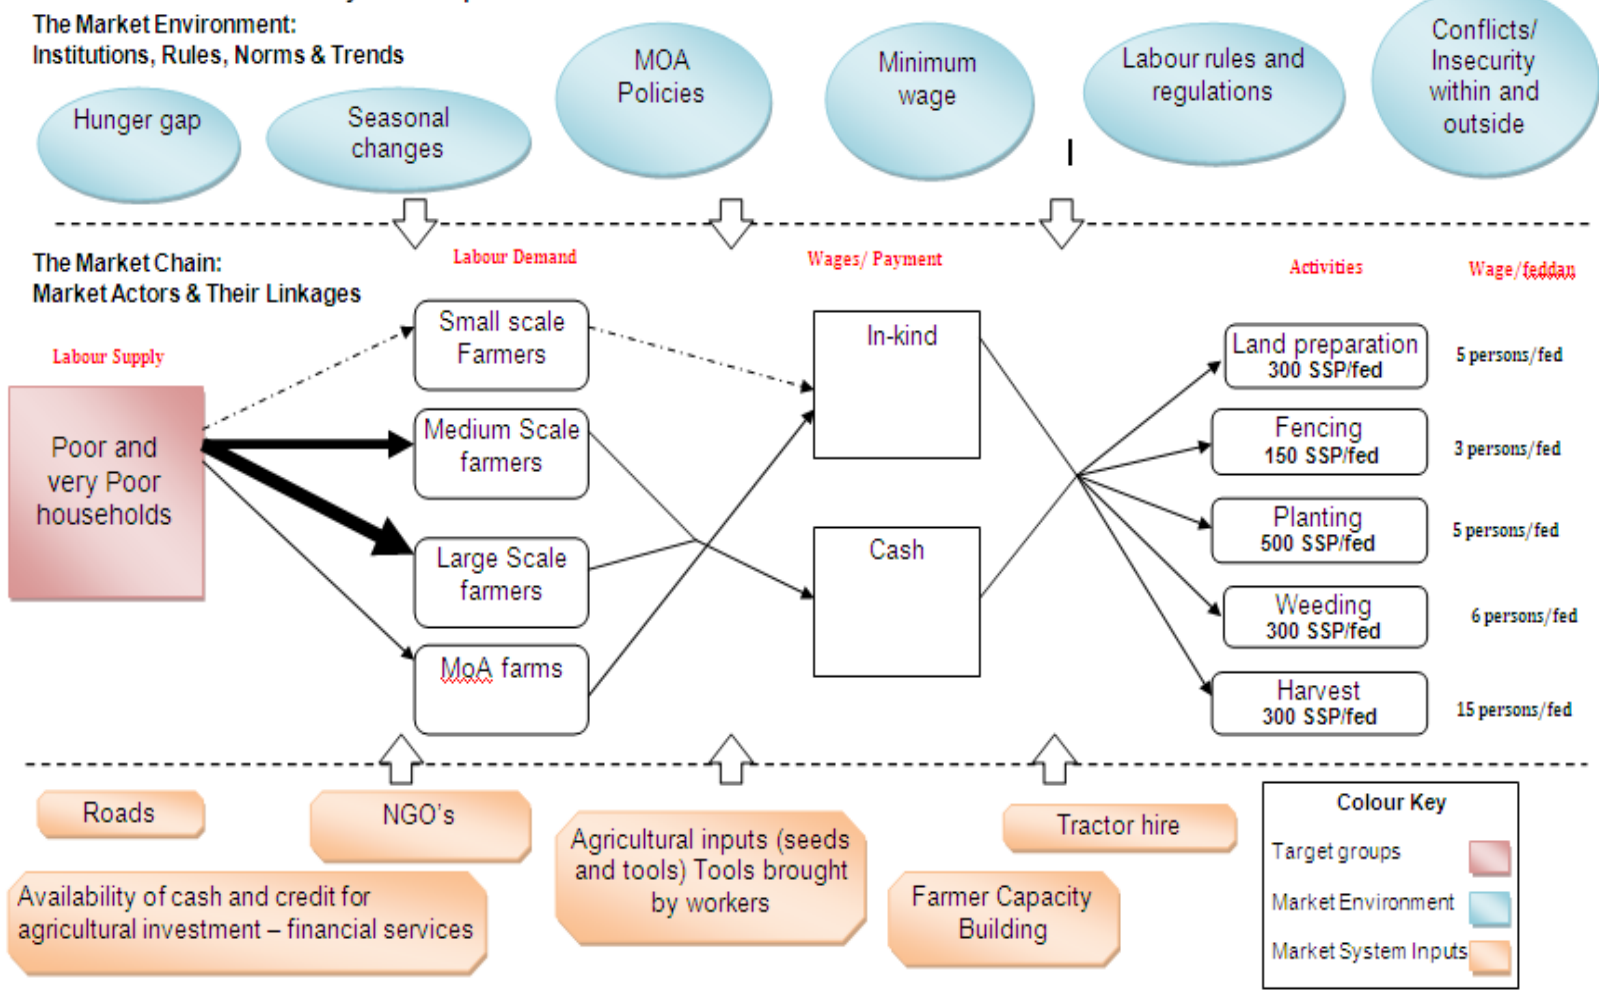 The Market Environment:
Institutions, Rules, Norms & Trends
Hunger gap
Seasonal
changes
MOA
Policies
Minimum
wage
Labour rules and
regulations
Conflicts/
Insecurity
within and
outside
The Market Chain:
Market Actors & Their Linkages
Labour Supply
Labour Demand
Wages/ Payment
Activities
Wage/feddan
Poor and
very Poor
households
Small scale
Farmers
Medium Scale
farmers
Large Scale
farmers
MoA farms
In-kind
Cash
Land preparation
300 SSP/fed
5 persons/fed
Fencing
150 SSP/fed
3 persons/fed
Planting
500 SSP/fed
5 persons/fed
Weeding
300 SSP/fed
6 persons/fed
Harvest
300 SSP/fed
15 persons/fed
Roads
NGO's
Availability of cash and credit for
agricultural investment – financial services
Agricultural inputs (seeds
and tools) Tools brought
by workers
Tractor hire
Farmer Capacity
Building
Colour Key
Target groups
Market Environment
Market System Inputs